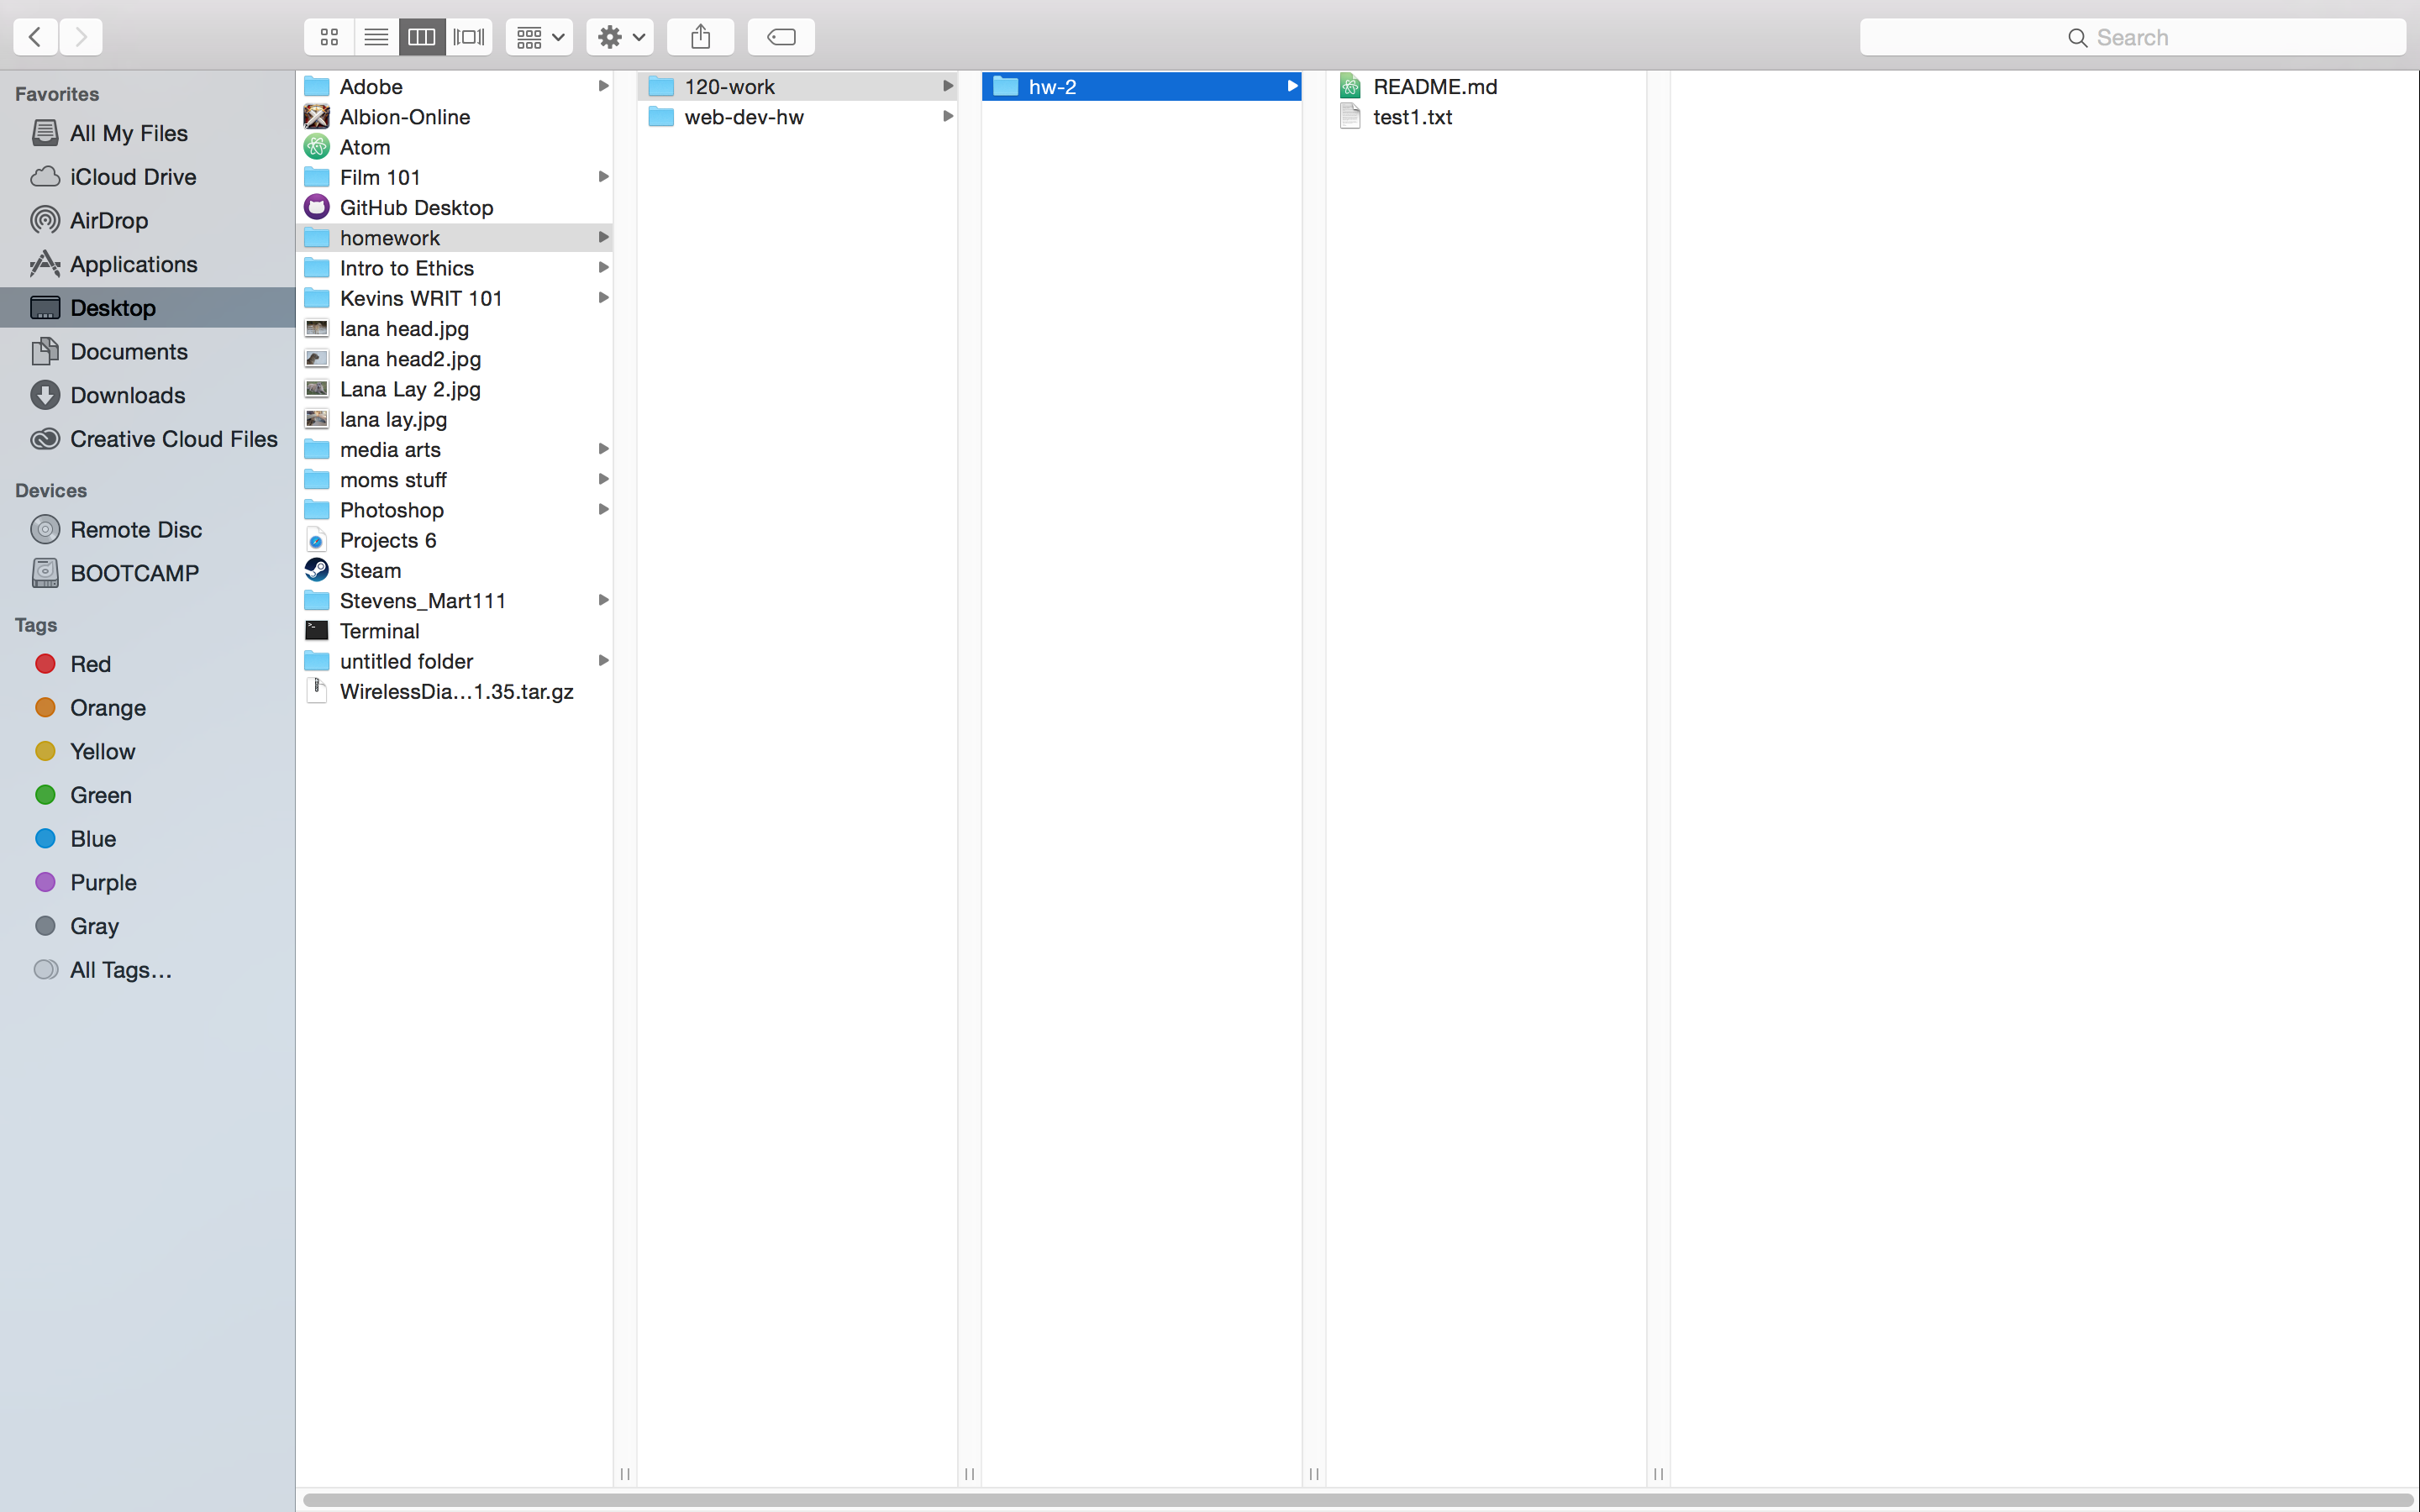 Search
Favorites
All My Files
iCloud Drive
AirDrop
Applications
Desktop
Documents
Downloads
Creative Cloud Files
Devices
Remote Disc
BOOTCAMP
Tags
Red
Orange
Yellow
Green
Blue
Purple
Gray
All Tags…
Adobe
Albion-Online
Atom
Film 101
GitHub Desktop
homework
Intro to Ethics
Kevins WRIT 101
lana head.jpg
lana head2.jpg
Lana Lay 2.jpg
lana lay.jpg
media arts
moms stuff
Photoshop
Projects 6
Steam
Stevens_Mart111
Terminal
untitled folder
WirelessDia...1.35.tar.gz
120-work
web-dev-hw
hw-2
README.md
test1.txt